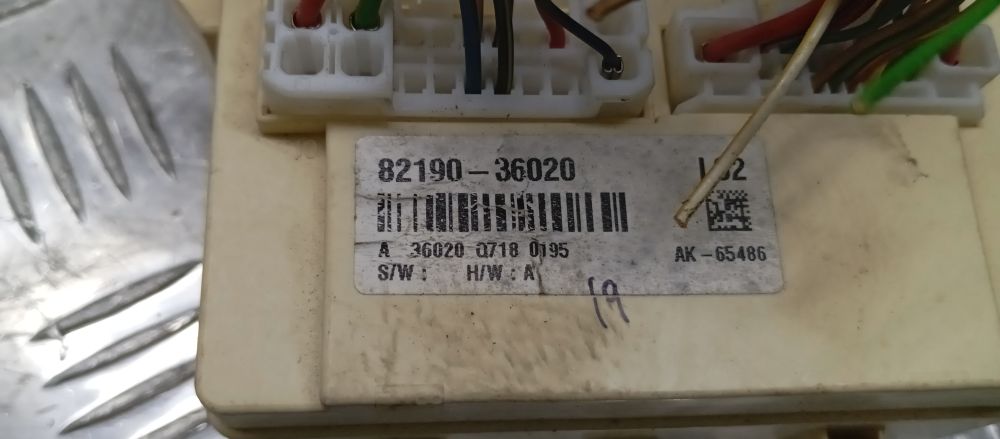 82190-36020
A 36020 0718 0195
AK-65486
S/W : H/W : A
19